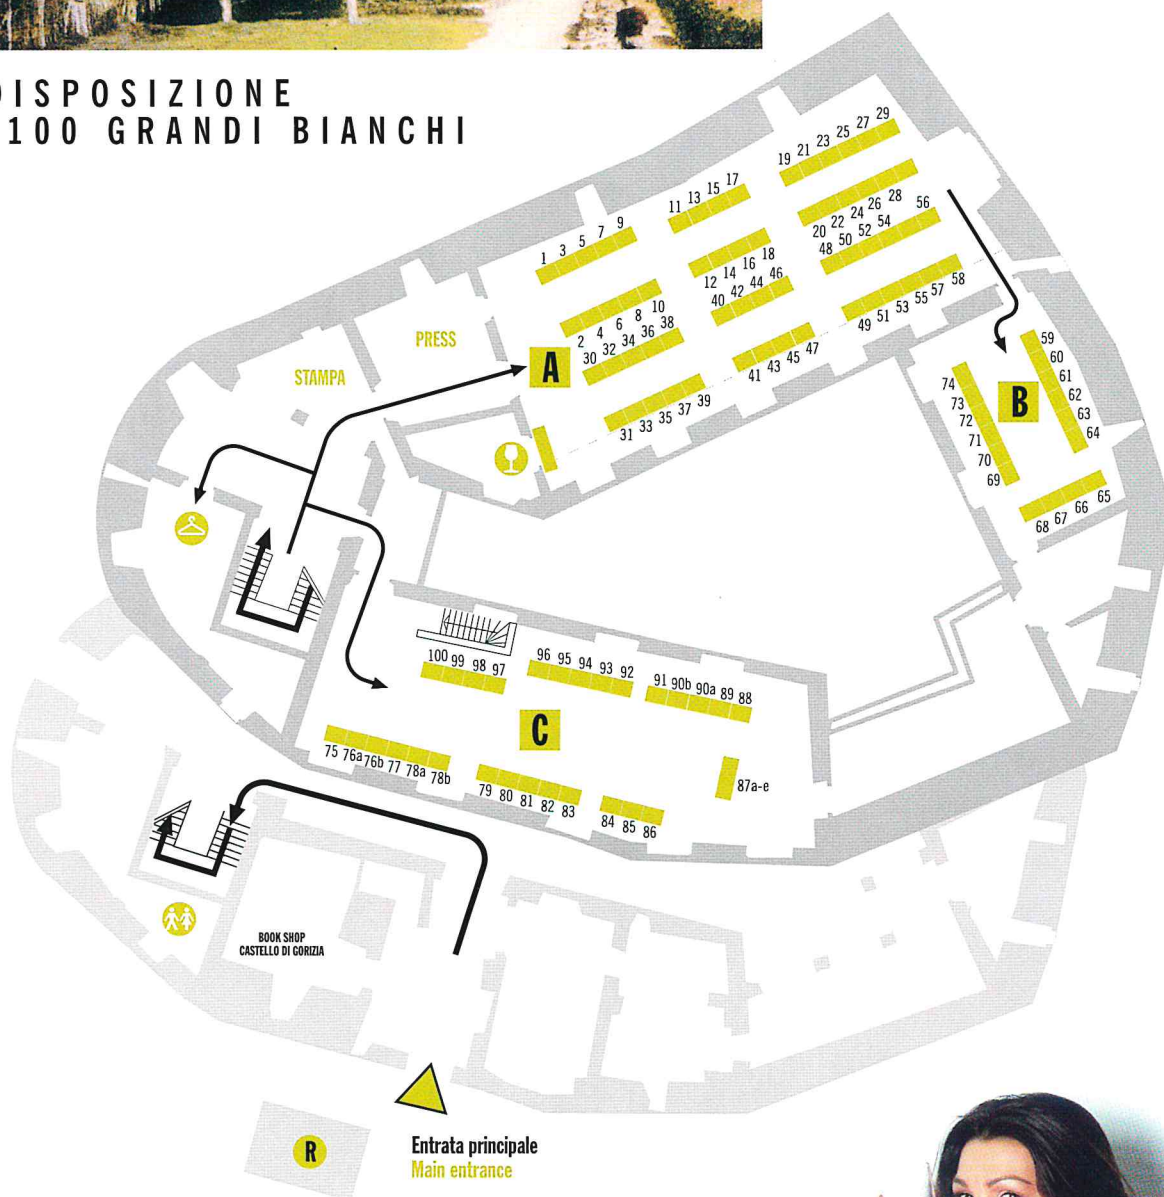 DISPOSIZIONE
100 GRANDI BIANCHI
19 21 23 25 27 29
11 13 15 17
1 3 5 7 9
20 22 24 26 28
48 50 52 54 56
12 14 16 18
40 42 44 46
2 4 6 8 10
30 32 34 36 38
49 51 53 55 57 58
41 43 45 47
31 33 35 37 39
PRESS
STAMPA
A
59
60
61
62
63
64
74
73
72
71
70
69
B
68 67 66 65
100 99 98 97
96 95 94 93 92
91 90b 90a 89 88
C
75 76a 76b 77 78a 78b
79 80 81 82 83
84 85 86
87a-e
BOOK SHOP
CASTELLO DI GORIZIA
R
Entrata principale
Main entrance